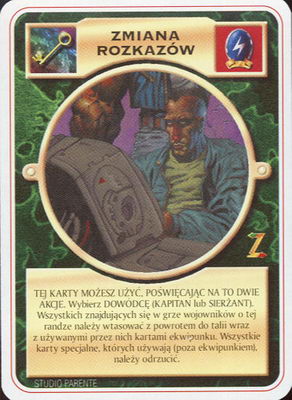 ZMIANA
ROZKAZÓW
Z
TEJ KARTY MOŻESZ UŻYĆ, POŚWIĘCAJĄC NA TO DWIE
AKCJE. Wybierz DOWÓDCĘ (KAPITAN lub SIERŻANT).
Wszystkich znajdujących się w grze wojowników o tej
randze należy wtasować z powrotem do talii wraz
z używanymi przez nich kartami ekwipunku. Wszystkie
karty specjalne, których używają (poza ekwipunkiem),
należy odrzucić.
STUDIO PARENTE